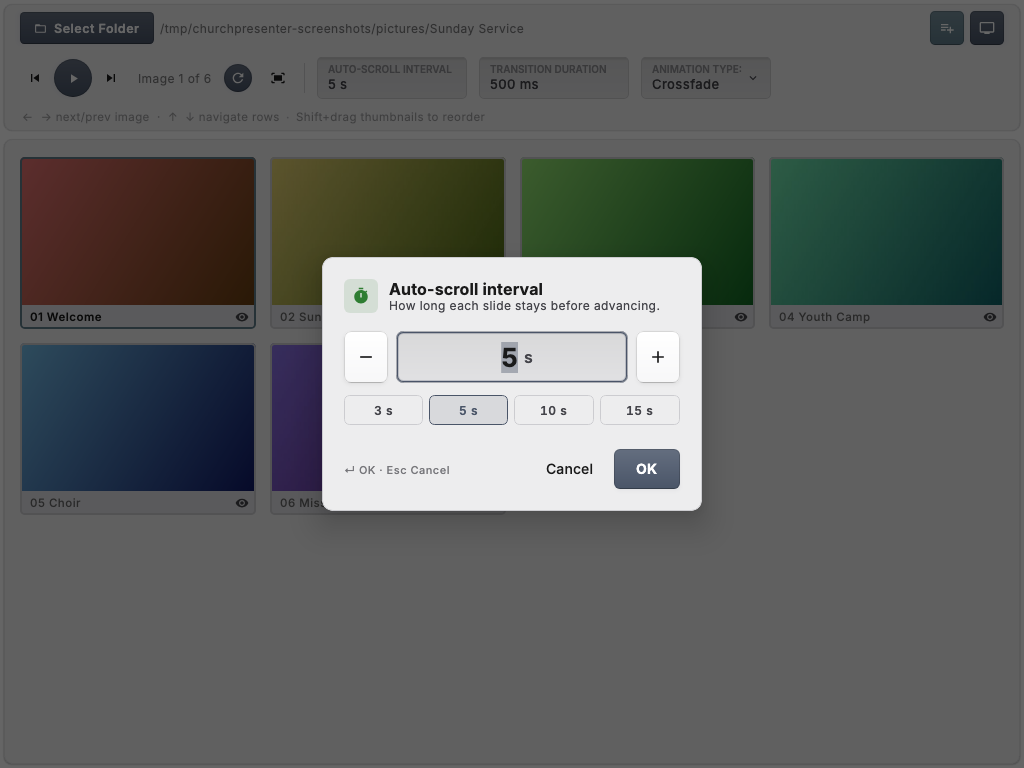 Select Folder /tmp/churchpresenter-screenshots/pictures/Sunday Service
Image 1 of 6
AUTO-SCROLL INTERVAL
5 s
TRANSITION DURATION
500 ms
ANIMATION TYPE:
Crossfade
← → next/prev image · ↑ ↓ navigate rows · Shift+drag thumbnails to reorder
01 Welcome
02 Sun
04 Youth Camp
05 Choir
06 Miss
Auto-scroll interval
How long each slide stays before advancing.
− 5 s +
3 s 5 s 10 s 15 s
↵ OK · Esc Cancel
Cancel
OK